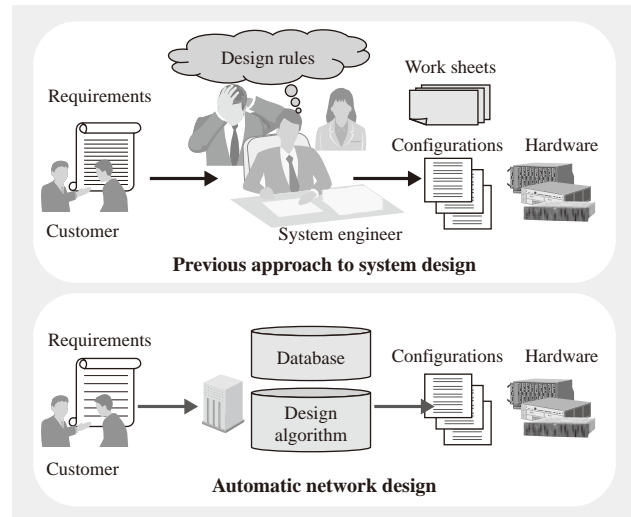 Design rules
Work sheets
Requirements
Configurations
Hardware
Customer
System engineer
Previous approach to system design
Requirements
Database
Configurations
Hardware
Design
algorithm
Customer
Automatic network design